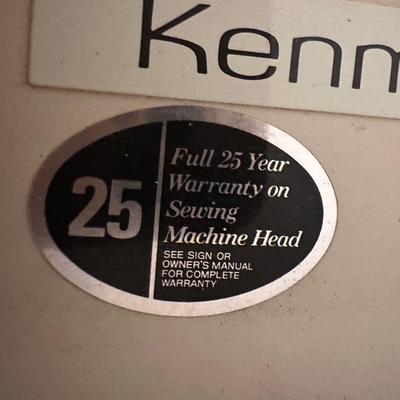 Kenm
25
Full 25 Year
Warranty on
Sewing
Machine Head
SEE SIGN OR
OWNER'S MANUAL
FOR COMPLETE
WARRANTY